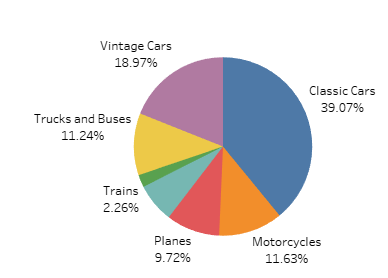 Vintage Cars
18.97%
Classic Cars
39.07%
Trucks and Buses
11.24%
Trains
2.26%
Planes
9.72%
Motorcycles
11.63%